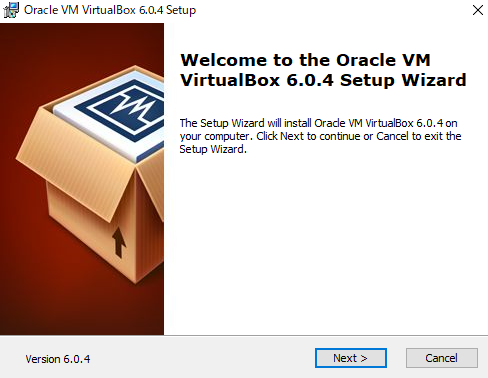 Oracle VM VirtualBox 6.0.4 Setup
Welcome to the Oracle VM
VirtualBox 6.0.4 Setup Wizard
The Setup Wizard will install Oracle VM VirtualBox 6.0.4 on
your computer. Click Next to continue or Cancel to exit the
Setup Wizard.
Version 6.0.4
Next >
Cancel